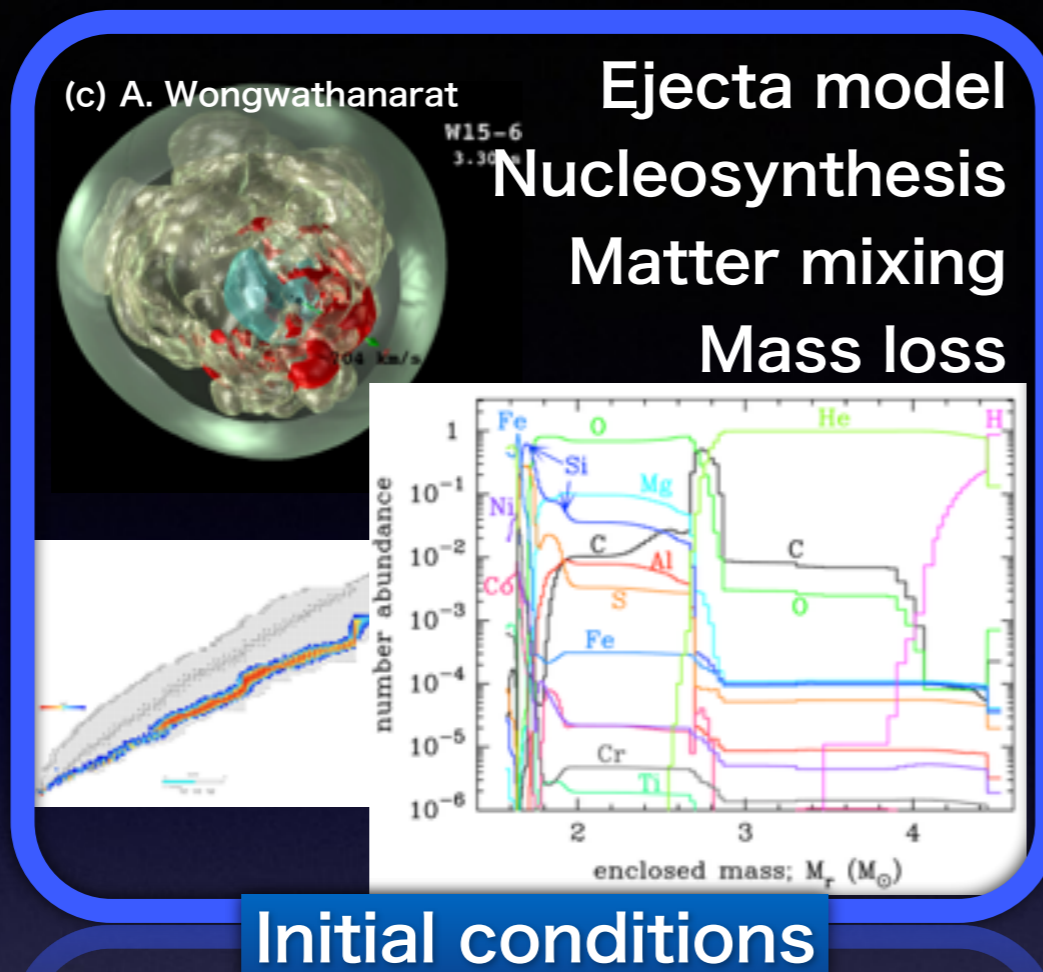 (c) A. Wongwathanarat
Ejecta model
W15-6
Nucleosynthesis
Matter mixing
Mass loss
Fe
O
He
H
1
Si
Mg
10⁻¹
Ni
C
C
10⁻²
Al
Co
S
O
10⁻³
Fe
10⁻⁴
10⁻⁵
Cr
Ti
10⁻⁶
number abundance
2 3 4
enclosed mass; Mᵣ (M☉)
Initial conditions